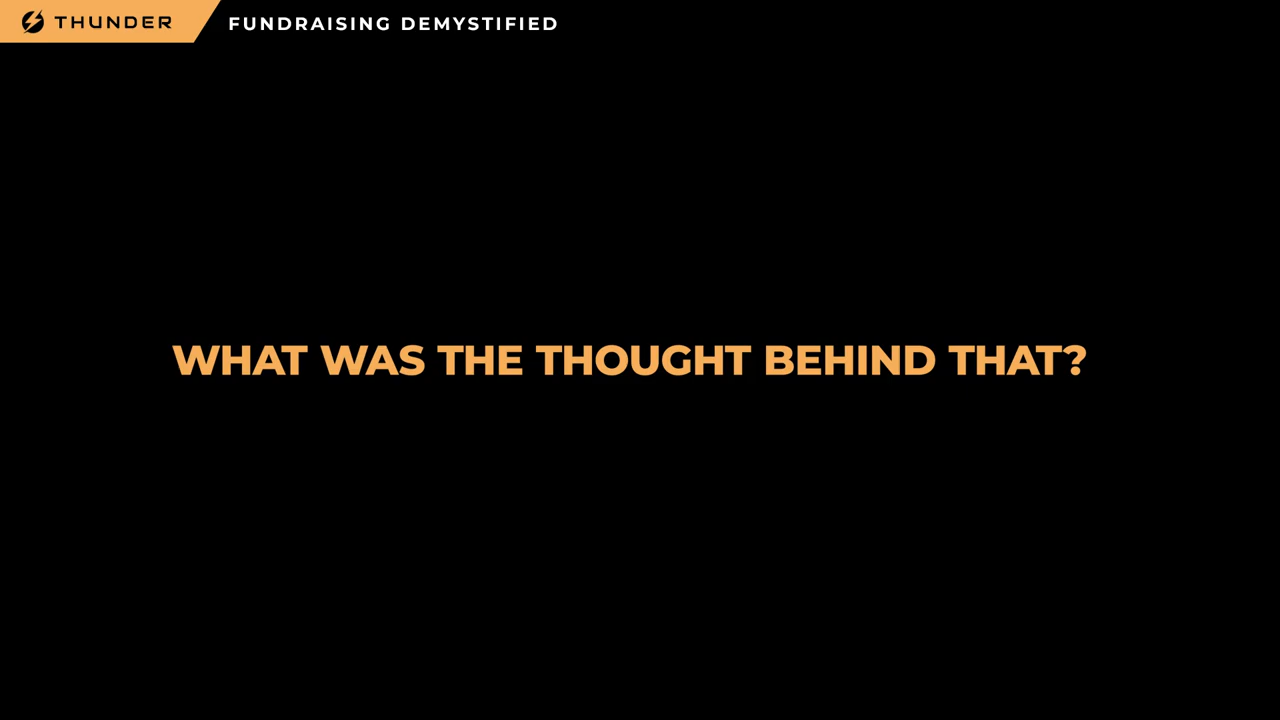 THUNDER
FUNDRAISING DEMYSTIFIED
WHAT WAS THE THOUGHT BEHIND THAT?